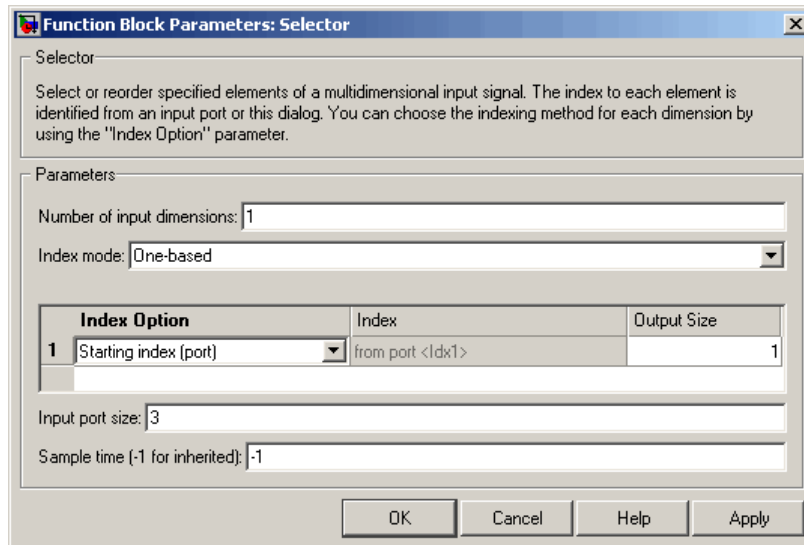 Function Block Parameters: Selector
Selector
Select or reorder specified elements of a multidimensional input signal. The index to each element is
identified from an input port or this dialog. You can choose the indexing method for each dimension by
using the "Index Option" parameter.
Parameters
Number of input dimensions: 1
Index mode: One-based
Index Option Index Output Size
1 Starting index (port) from port <Idx1> 1
Input port size: 3
Sample time (-1 for inherited): -1
OK Cancel Help Apply